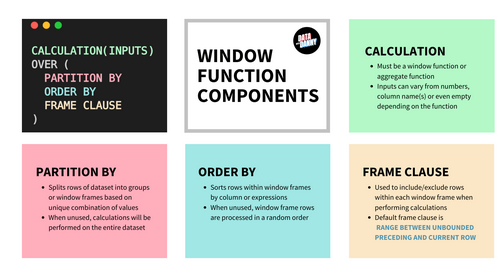 CALCULATION(INPUTS)
OVER (
PARTITION BY
ORDER BY
FRAME CLAUSE
)
DATA
WITH
DANNY
WINDOW
FUNCTION
COMPONENTS
CALCULATION
• Must be a window function or
aggregate function
• Inputs can vary from numbers,
column name(s) or even empty
depending on the function
PARTITION BY
• Splits rows of dataset into groups
or window frames based on
unique combination of values
• When unused, calculations will be
performed on the entire dataset
ORDER BY
• Sorts rows within window frames
by column or expressions
• When unused, window frame rows
are processed in a random order
FRAME CLAUSE
• Used to include/exclude rows
within each window frame when
performing calculations
• Default frame clause is
RANGE BETWEEN UNBOUNDED
PRECEDING AND CURRENT ROW